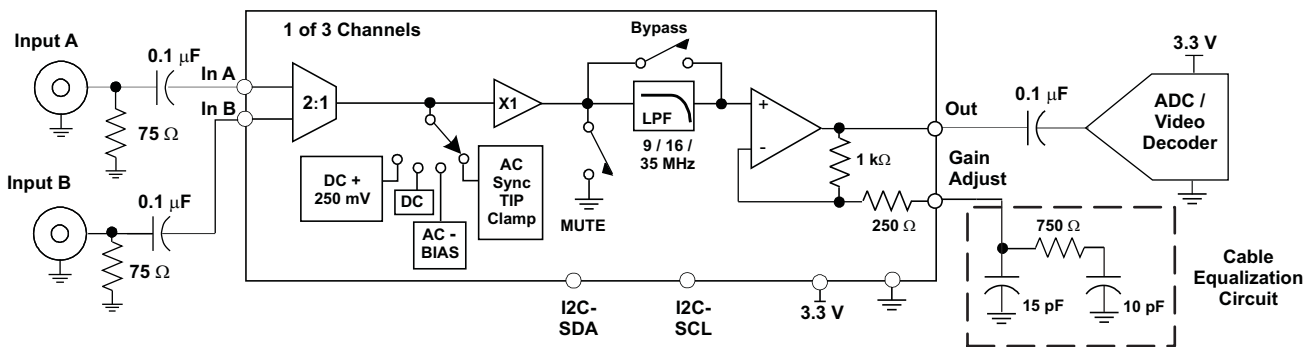 1 of 3 Channels
Input A
0.1 μF
In A
In B
75 Ω
2:1
X1
Bypass
LPF
9 / 16 /
35 MHz
+
-
Out
1 kΩ
Gain
Adjust
250 Ω
0.1 μF
3.3 V
ADC /
Video
Decoder
Input B
0.1 μF
75 Ω
DC +
250 mV
DC
AC -
BIAS
AC
Sync
TIP
Clamp
MUTE
750 Ω
15 pF
10 pF
Cable
Equalization
Circuit
I2C-
SDA
I2C-
SCL
3.3 V